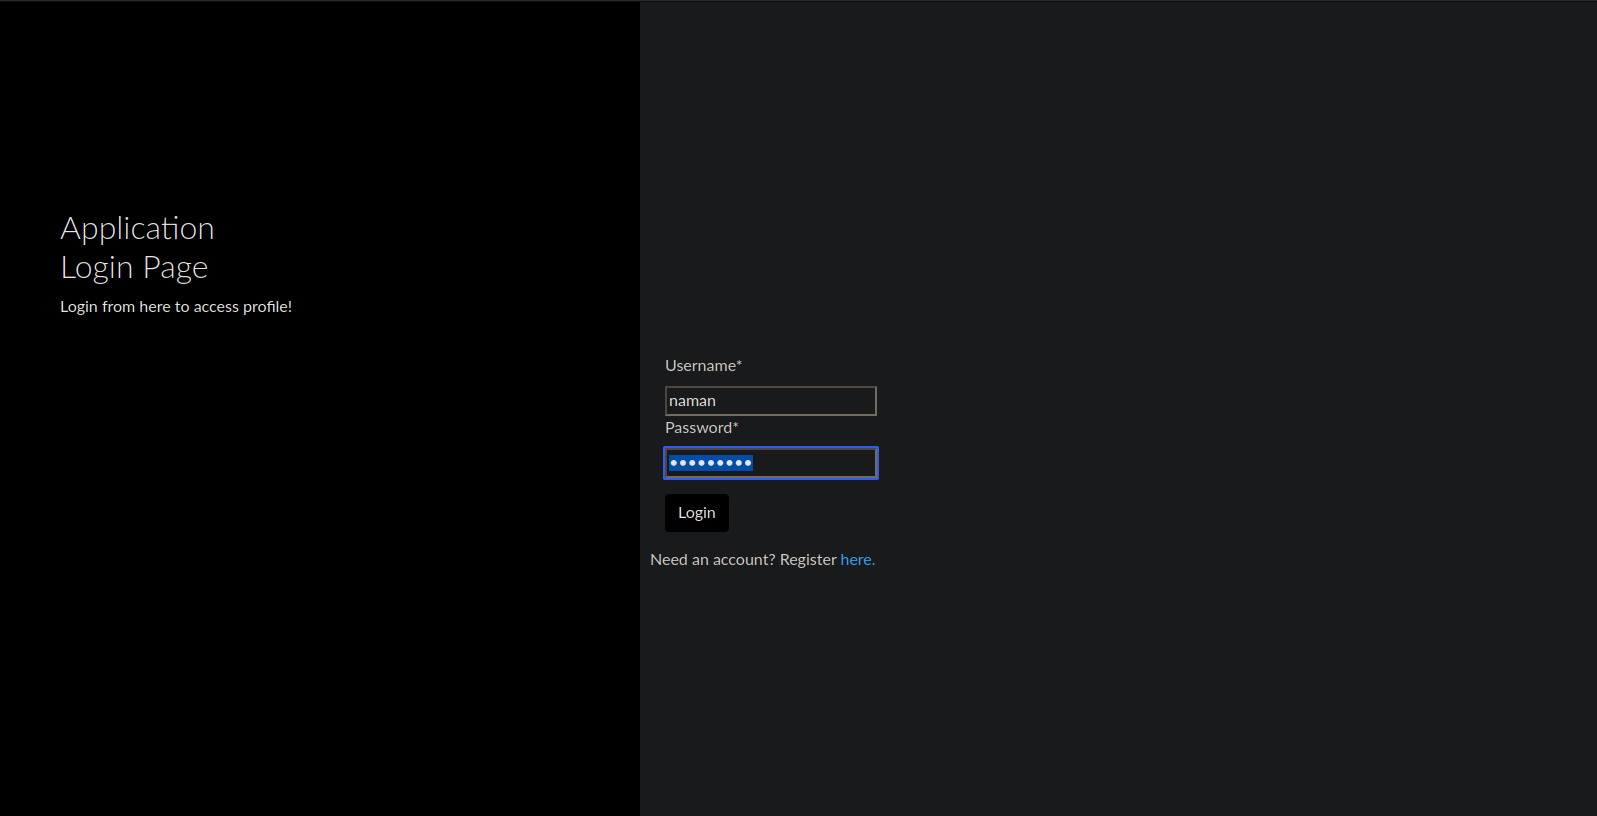 Application
Login Page
Login from here to access profile!
Username*
naman
Password*
•••••••••
Login
Need an account? Register here.